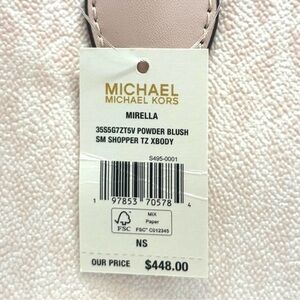 MICHAEL
MICHAEL KORS
MIRELLA
35S5G7ZT5V POWDER BLUSH
SM SHOPPER TZ XBODY
S495-0001
1 97853 70578 4
FSC
MIX
Paper
FSC® C012345
NS
OUR PRICE $448.00